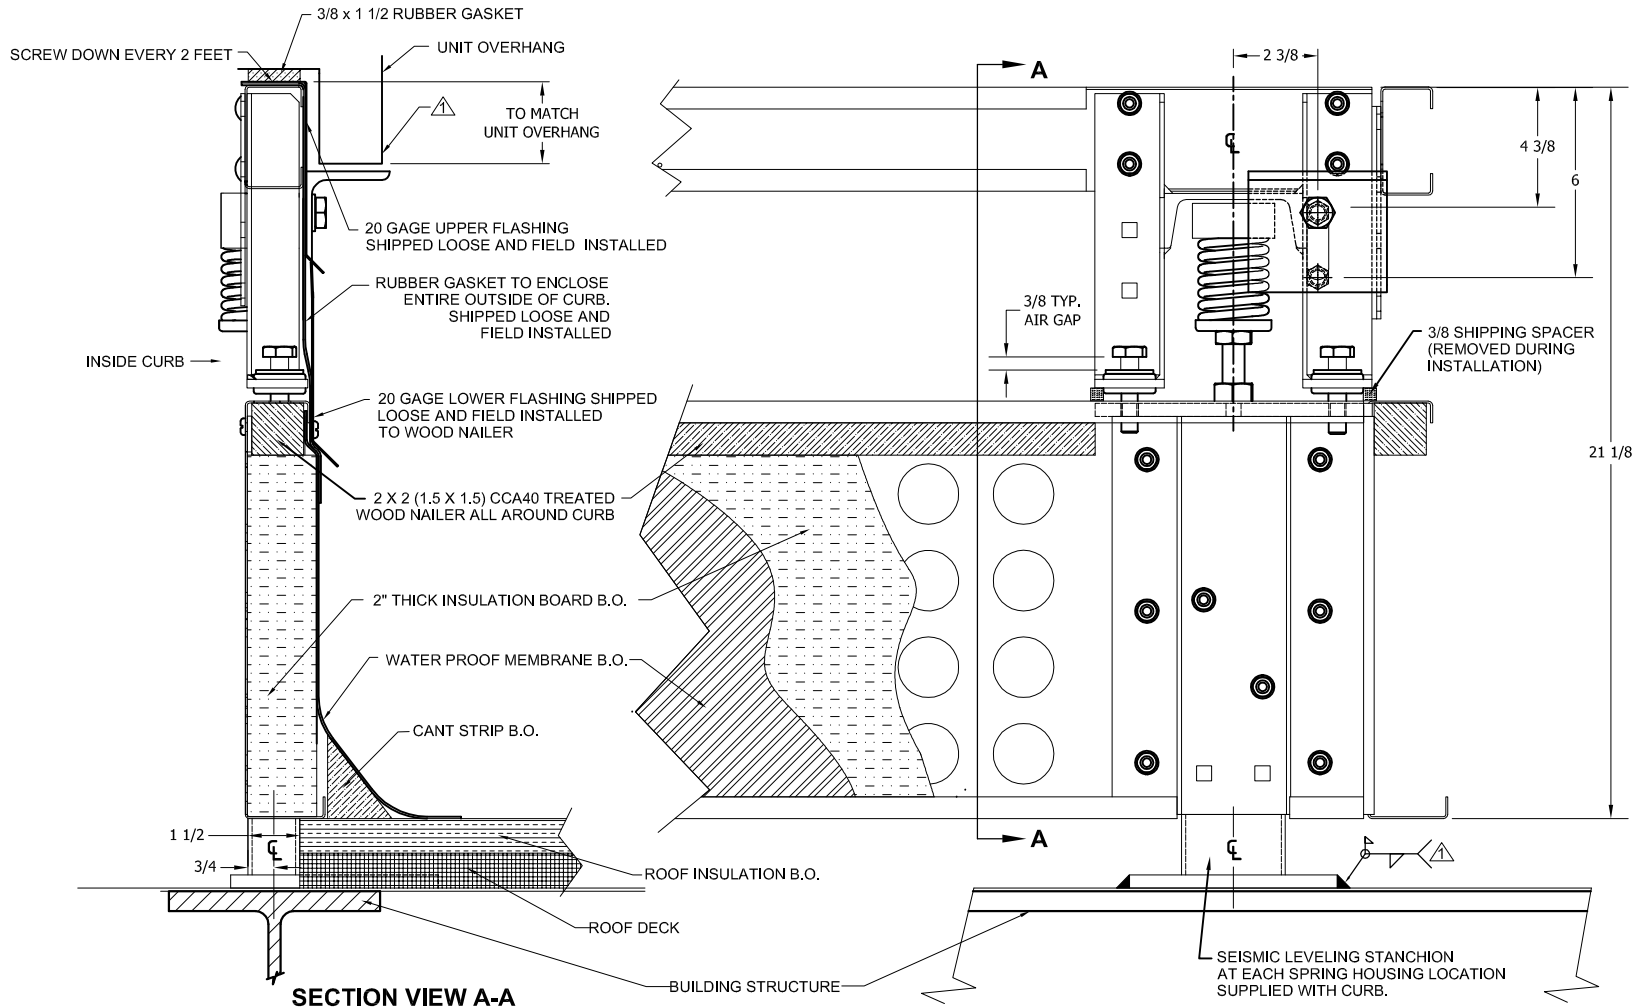 3/8 x 1 1/2 RUBBER GASKET
SCREW DOWN EVERY 2 FEET
UNIT OVERHANG
1
TO MATCH
UNIT OVERHANG
20 GAGE UPPER FLASHING
SHIPPED LOOSE AND FIELD INSTALLED
RUBBER GASKET TO ENCLOSE
ENTIRE OUTSIDE OF CURB.
SHIPPED LOOSE AND
FIELD INSTALLED
INSIDE CURB
20 GAGE LOWER FLASHING SHIPPED
LOOSE AND FIELD INSTALLED
TO WOOD NAILER
2 X 2 (1.5 X 1.5) CCA40 TREATED
WOOD NAILER ALL AROUND CURB
2" THICK INSULATION BOARD B.O.
WATER PROOF MEMBRANE B.O.
CANT STRIP B.O.
1 1/2
3/4
CL
ROOF INSULATION B.O.
ROOF DECK
BUILDING STRUCTURE
SECTION VIEW A-A
A
2 3/8
CL
4 3/8
6
3/8 TYP.
AIR GAP
3/8 SHIPPING SPACER
(REMOVED DURING
INSTALLATION)
21 1/8
A
CL
1
SEISMIC LEVELING STANCHION
AT EACH SPRING HOUSING LOCATION
SUPPLIED WITH CURB.